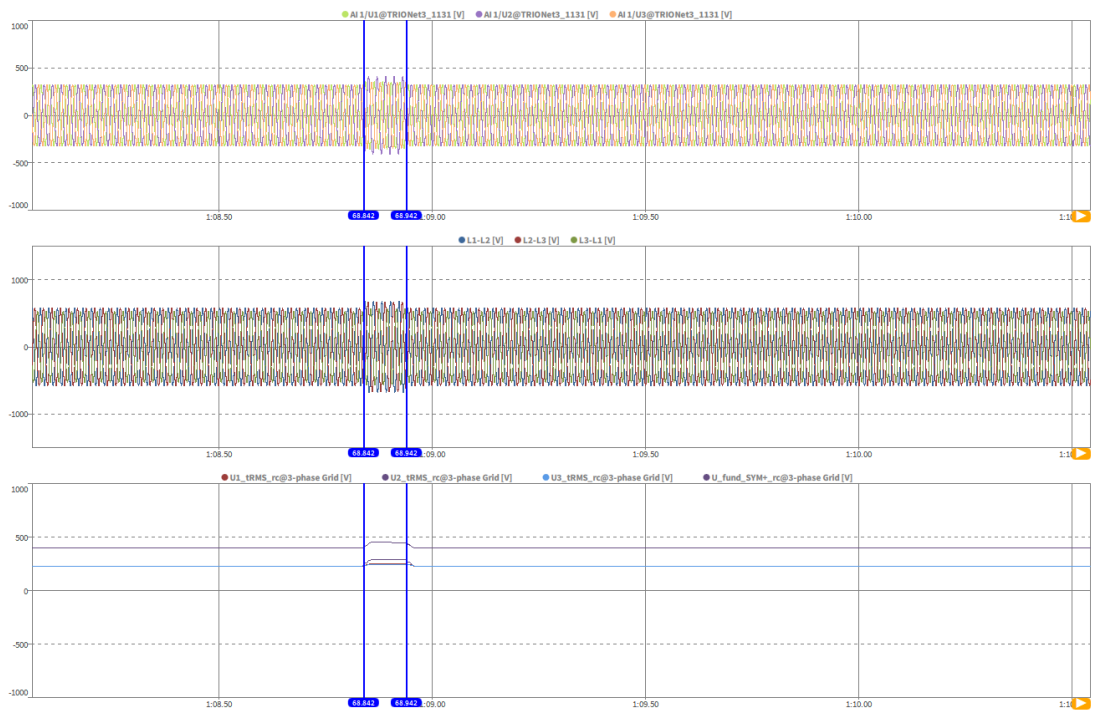 AI 1/U1@TRIONet3_1131 [V] AI 1/U2@TRIONet3_1131 [V] AI 1/U3@TRIONet3_1131 [V]
1000
500
0
-500
-1000
68.842 68.942
1:08.50 :09.00 1:09.50 1:10.00 1:10
L1-L2 [V] L2-L3 [V] L3-L1 [V]
1000
0
-1000
68.842 68.942
1:08.50 :09.00 1:09.50 1:10.00 1:10
U1_tRMS_rc@3-phase Grid [V] U2_tRMS_rc@3-phase Grid [V] U3_tRMS_rc@3-phase Grid [V] U_fund_SYM+_rc@3-phase Grid [V]
1000
500
0
-500
-1000
68.842 68.942
1:08.50 :09.00 1:09.50 1:10.00 1:10